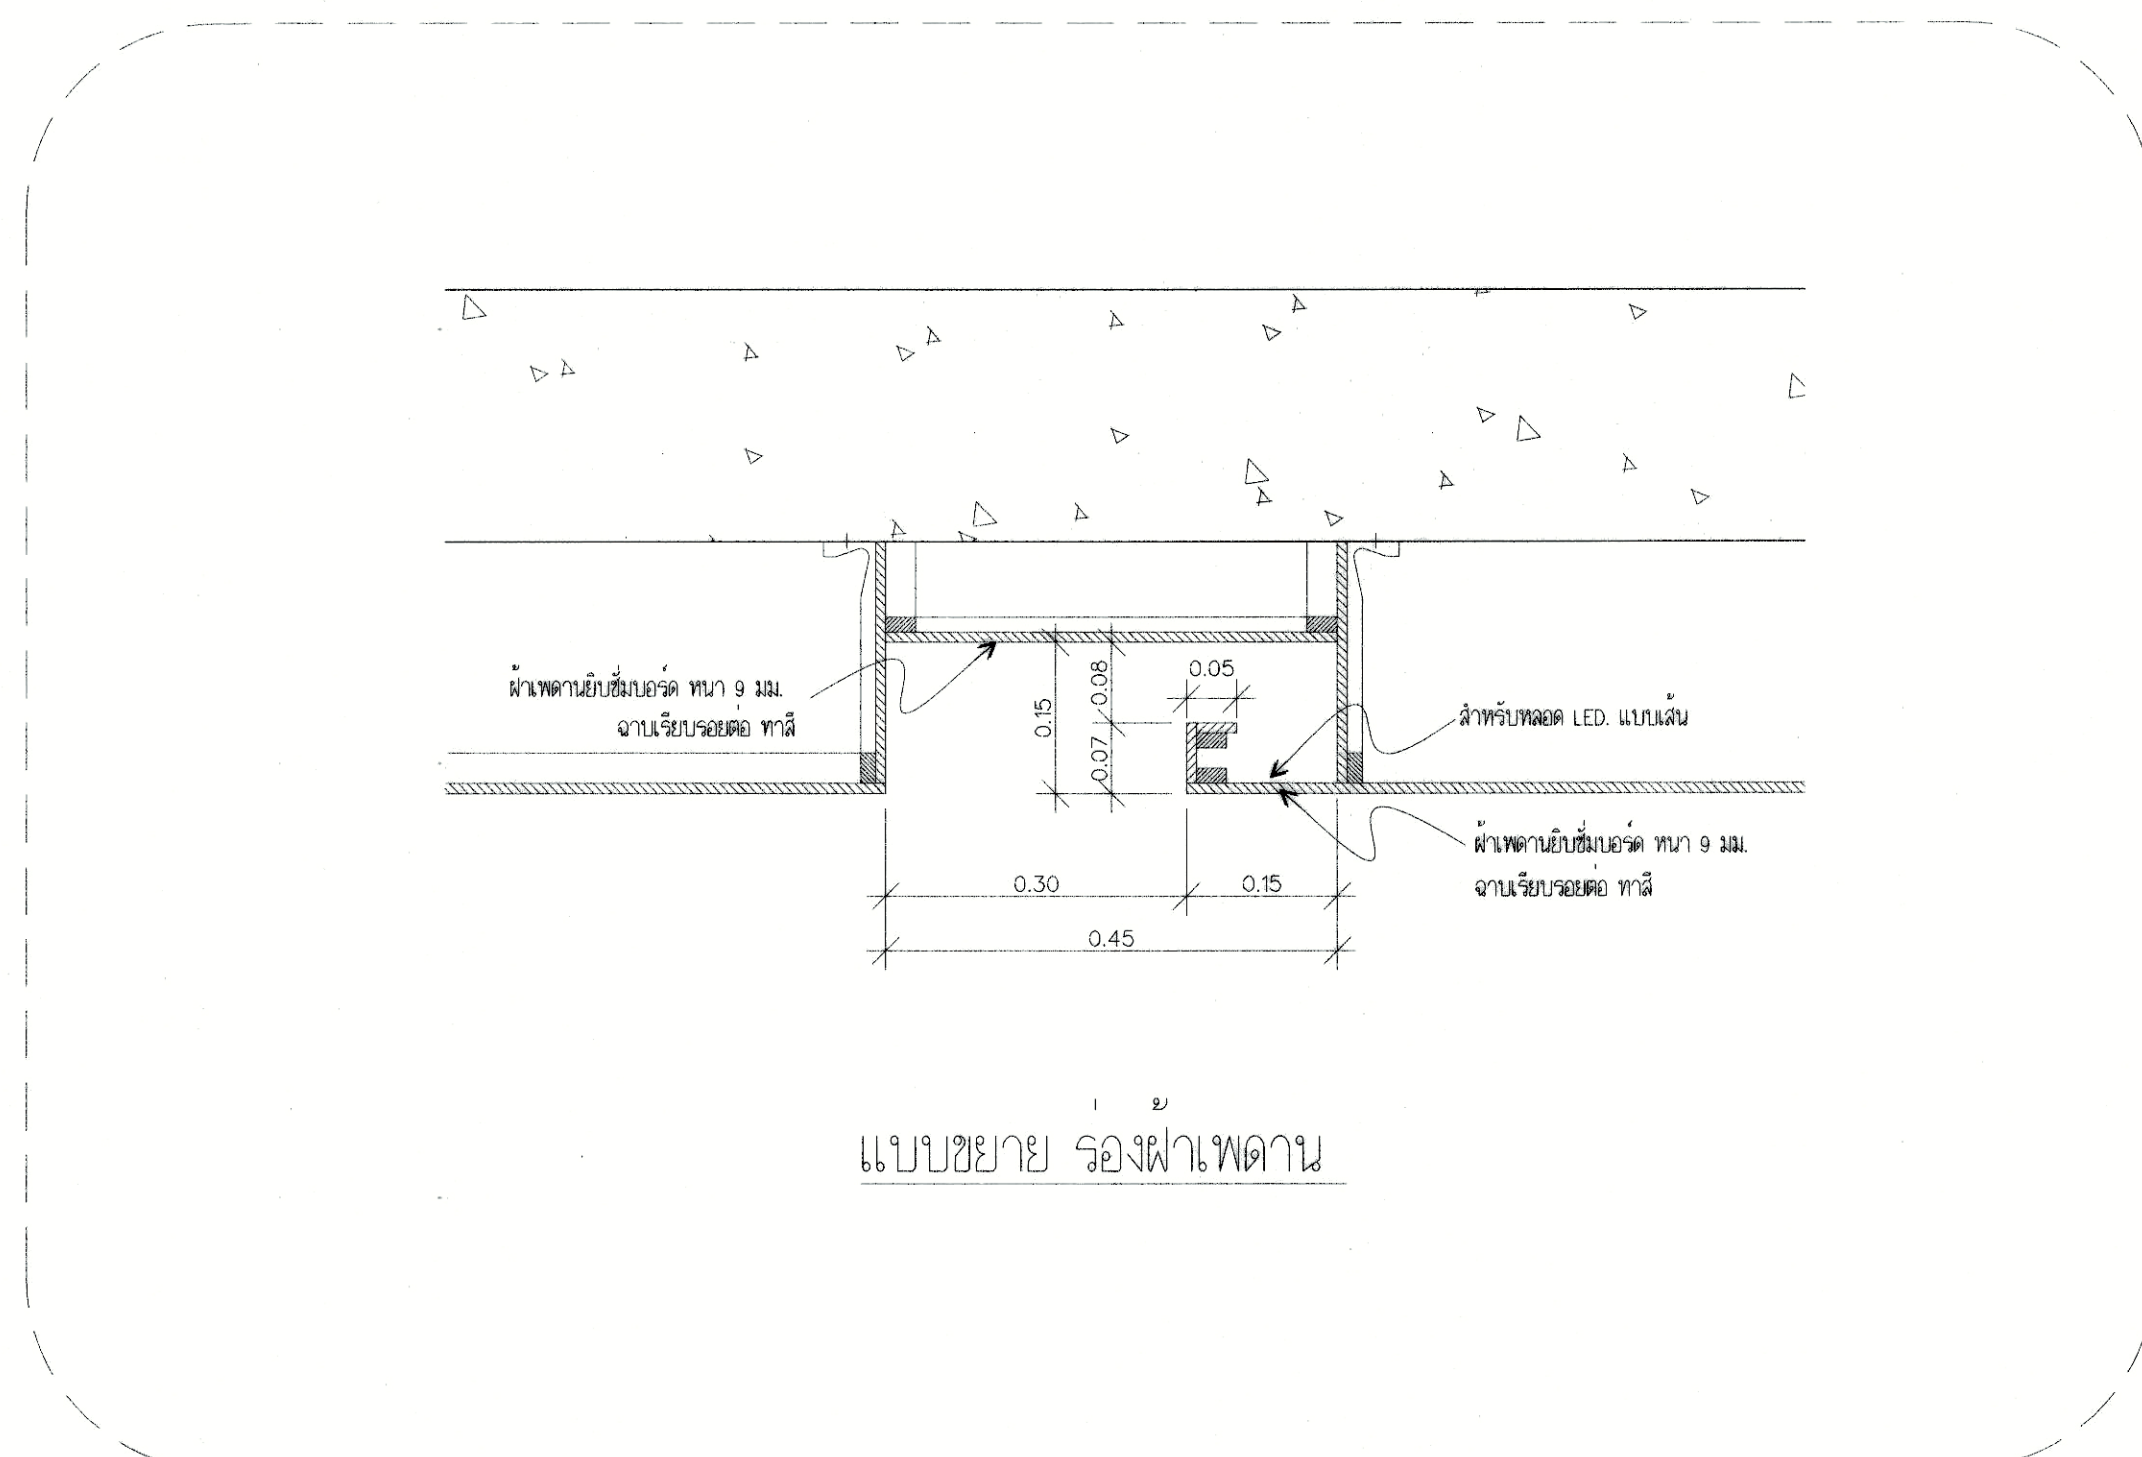 ฝ้าเพดานยิบซั่มบอร์ด หนา 9 มม.
ฉาบเรียบรอยต่อ ทาสี
0.15
0.08
0.07
0.05
สำหรับหลอด LED. แบบเส้น
ฝ้าเพดานยิบซั่มบอร์ด หนา 9 มม.
ฉาบเรียบรอยต่อ ทาสี
0.30
0.15
0.45
แบบขยาย ร่องฝ้าเพดาน